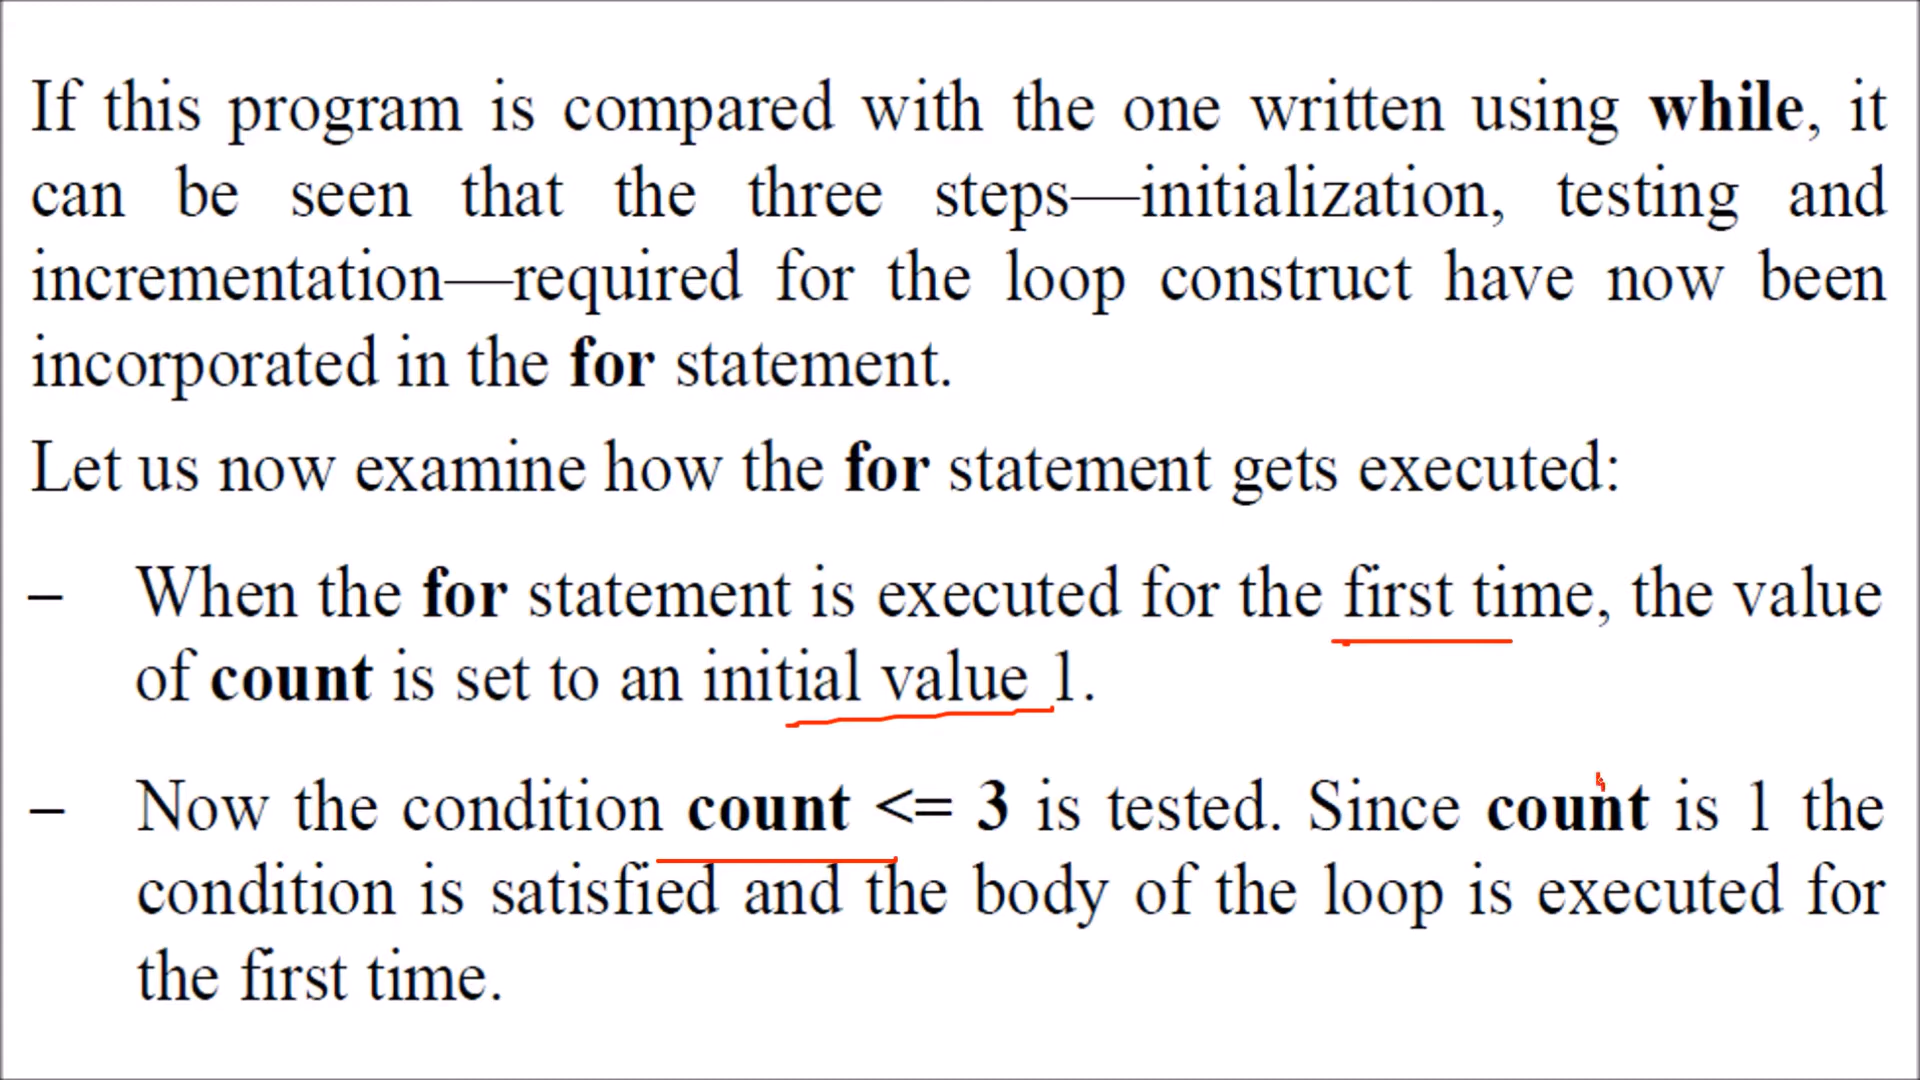 If this program is compared with the one written using while, it
can be seen that the three steps—initialization, testing and
incrementation—required for the loop construct have now been
incorporated in the for statement.
Let us now examine how the for statement gets executed:
– When the for statement is executed for the first time, the value
of count is set to an initial value 1.
– Now the condition count <= 3 is tested. Since count is 1 the
condition is satisfied and the body of the loop is executed for
the first time.